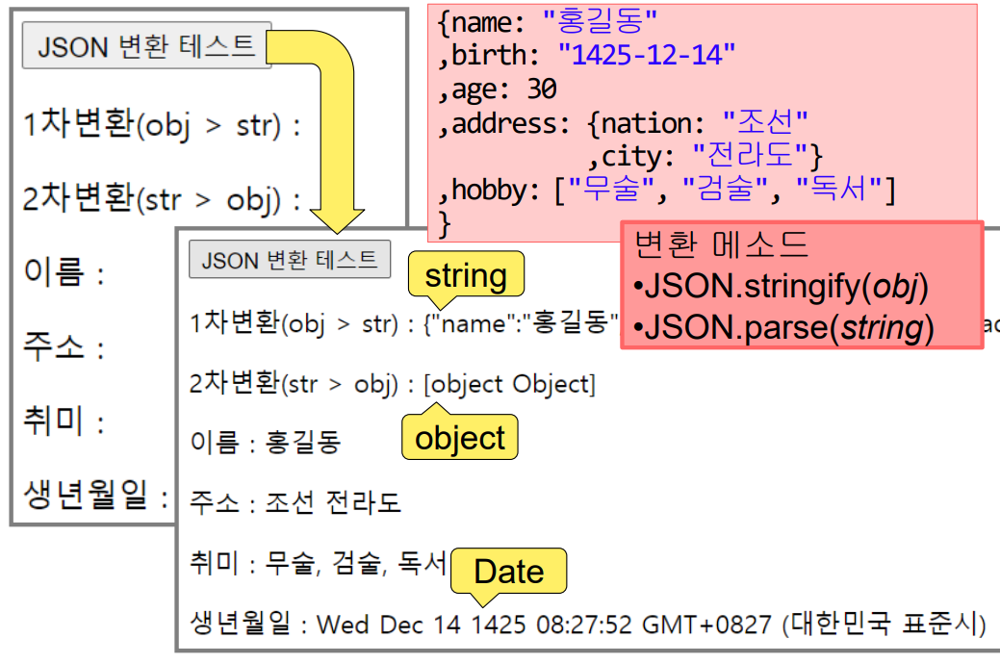 JSON 변환 테스트
1차변환(obj > str) :
2차변환(str > obj) :
이름 :
주소 :
취미 :
생년월일 :
{name: "홍길동"
,birth: "1425-12-14"
,age: 30
,address: {nation: "조선"
,city: "전라도"}
,hobby: ["무술", "검술", "독서"]
}
변환 메소드
•JSON.stringify(obj)
•JSON.parse(string)
JSON 변환 테스트
string
1차변환(obj > str) : {"name":"홍길동"
2차변환(str > obj) : [object Object]
object
이름 : 홍길동
주소 : 조선 전라도
취미 : 무술, 검술, 독서
Date
생년월일 : Wed Dec 14 1425 08:27:52 GMT+0827 (대한민국 표준시)